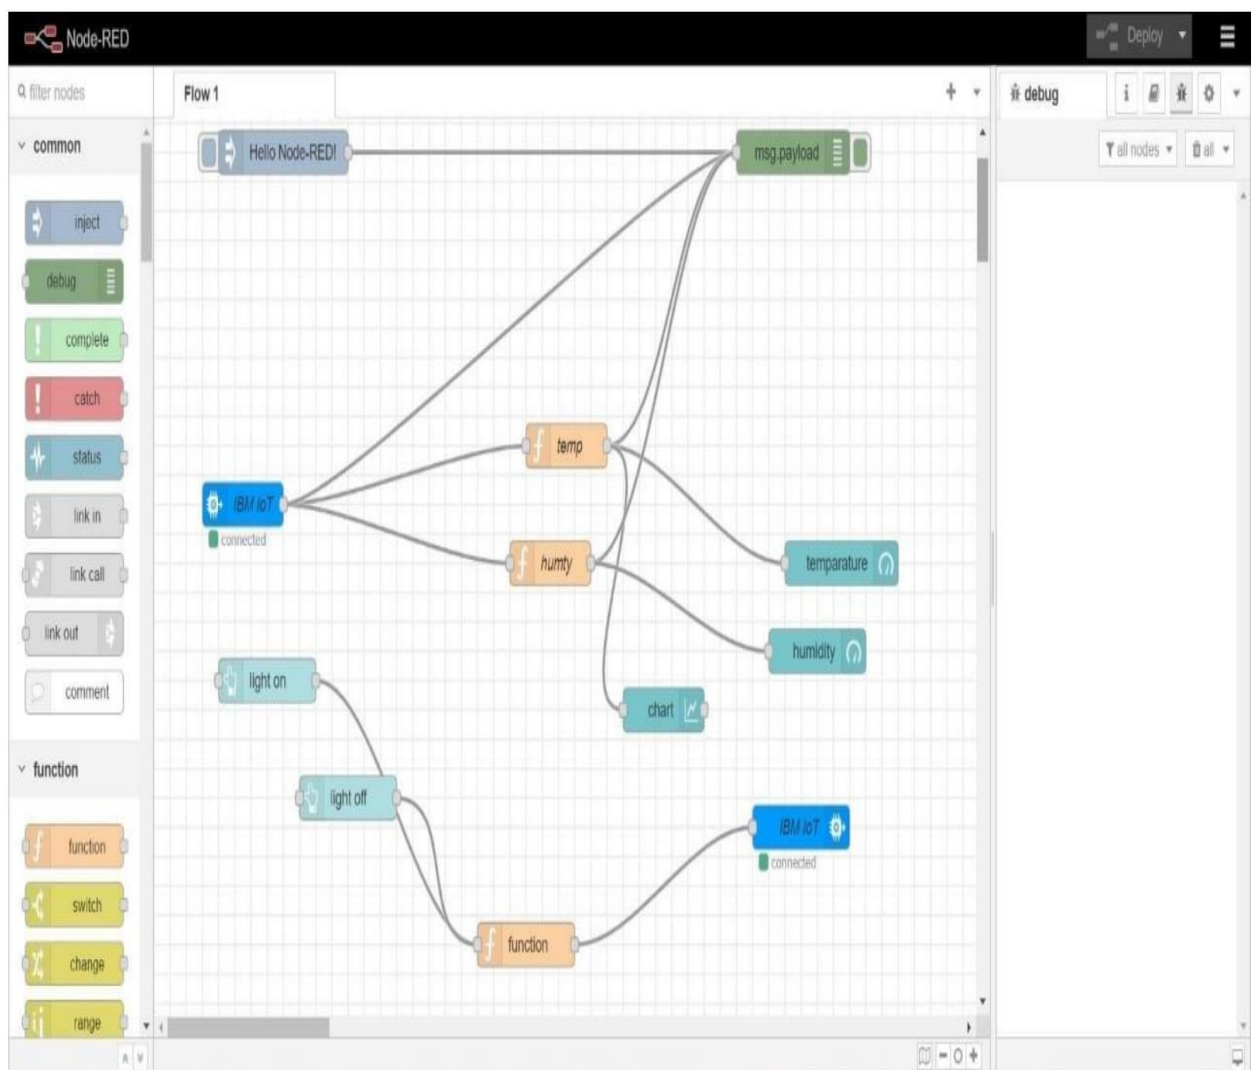 Node-RED
Deploy
filter nodes
Flow 1
debug
all nodes
all
common
inject
debug
complete
catch
status
link in
link call
link out
comment
function
function
switch
change
range
Hello Node-RED!
msg.payload
temp
IBM IoT
connected
humty
temparature
humidity
light on
chart
light off
IBM IoT
connected
function